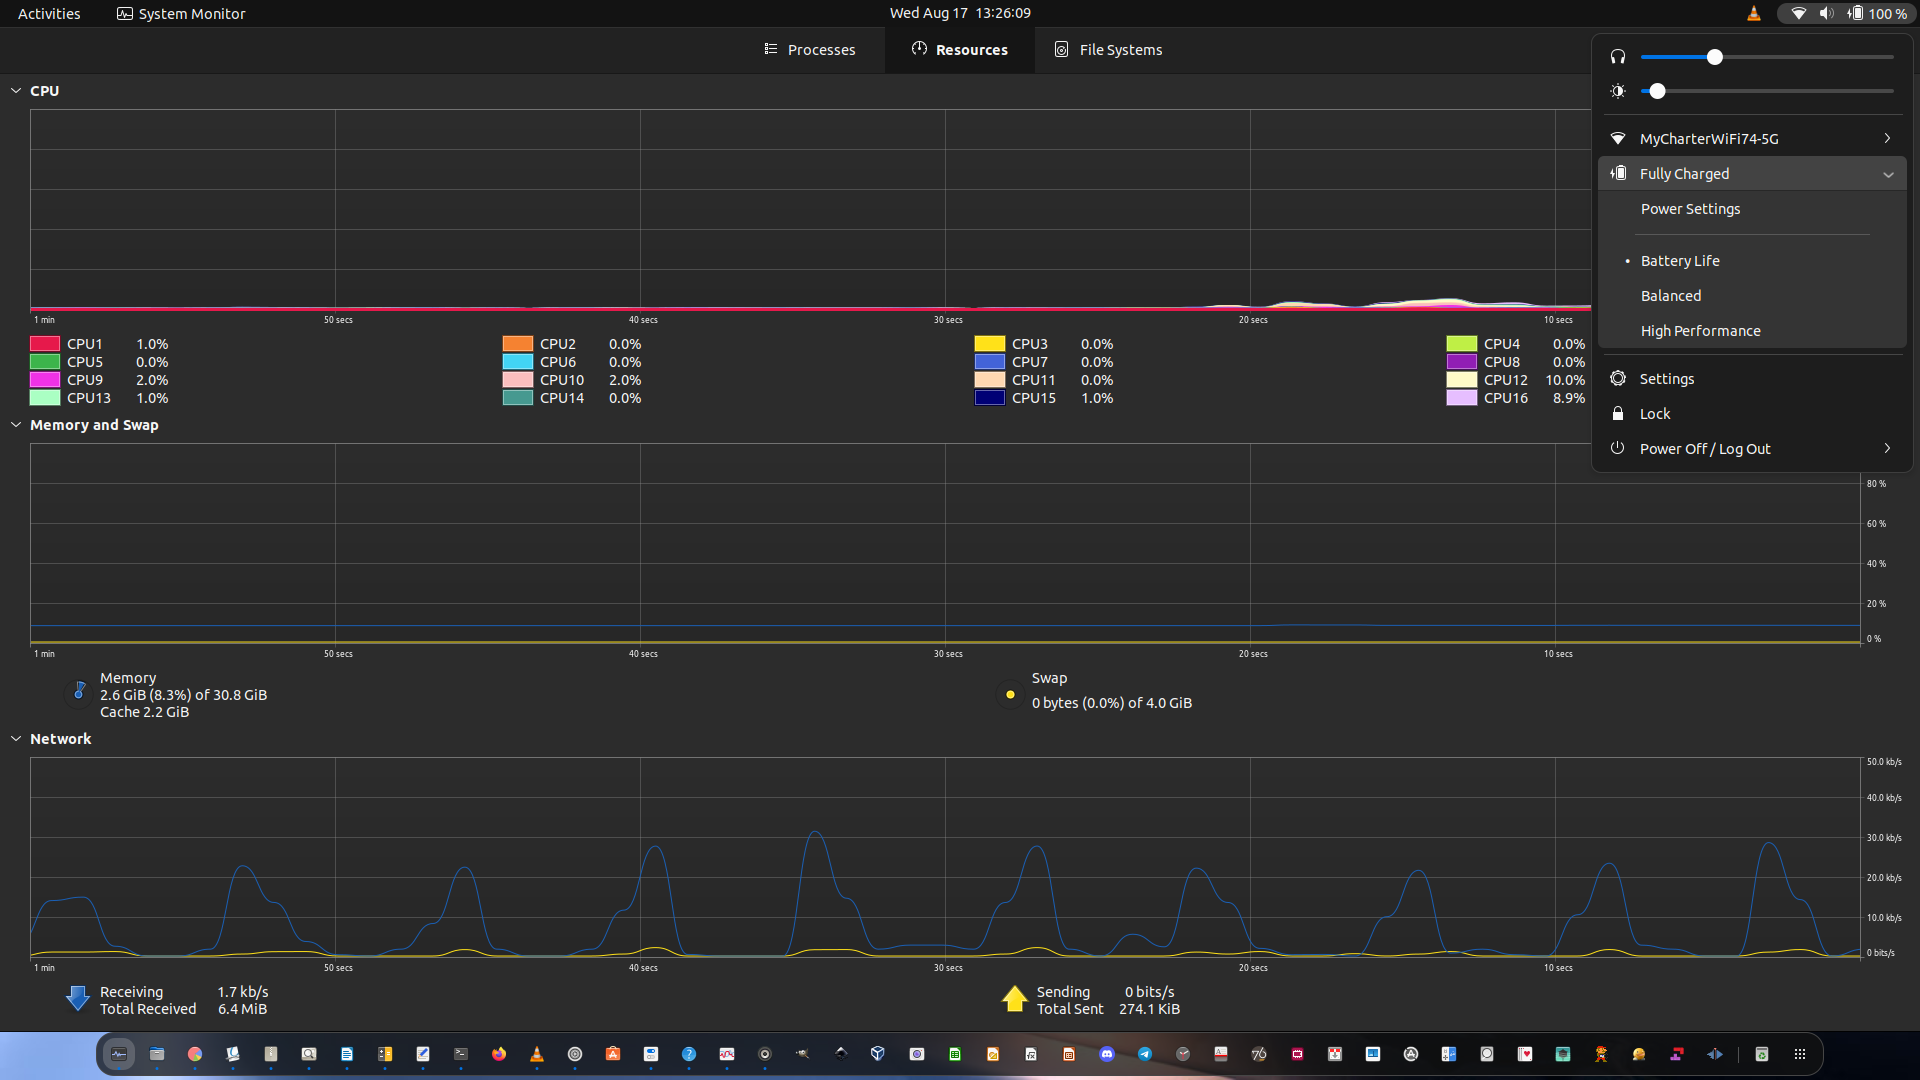 Activities System Monitor Wed Aug 17 13:26:09 100 %
Processes Resources File Systems
CPU
1 min 50 secs 40 secs 30 secs 20 secs 10 secs
CPU1 1.0% CPU2 0.0% CPU3 0.0% CPU4 0.0%
CPU5 0.0% CPU6 0.0% CPU7 0.0% CPU8 0.0%
CPU9 2.0% CPU10 2.0% CPU11 0.0% CPU12 10.0%
CPU13 1.0% CPU14 0.0% CPU15 1.0% CPU16 8.9%
MyCharterWiFi74-5G
Fully Charged
Power Settings
Battery Life
Balanced
High Performance
Settings
Lock
Power Off / Log Out
Memory and Swap
80 %
60 %
40 %
20 %
0 %
1 min 50 secs 40 secs 30 secs 20 secs 10 secs
Memory
2.6 GiB (8.3%) of 30.8 GiB
Cache 2.2 GiB
Swap
0 bytes (0.0%) of 4.0 GiB
Network
50.0 kb/s
40.0 kb/s
30.0 kb/s
20.0 kb/s
10.0 kb/s
0 bits/s
1 min 50 secs 40 secs 30 secs 20 secs 10 secs
Receiving 1.7 kb/s
Total Received 6.4 MiB
Sending 0 bits/s
Total Sent 274.1 KiB